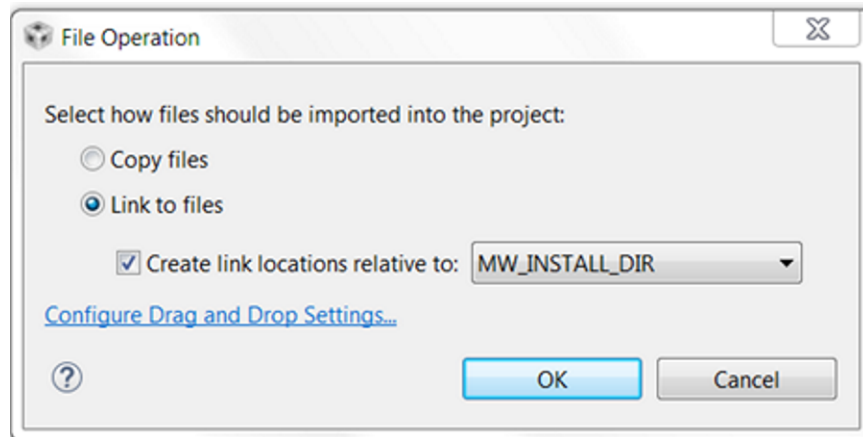 File Operation
Select how files should be imported into the project:
Copy files
Link to files
Create link locations relative to: MW_INSTALL_DIR
Configure Drag and Drop Settings...
? OK Cancel